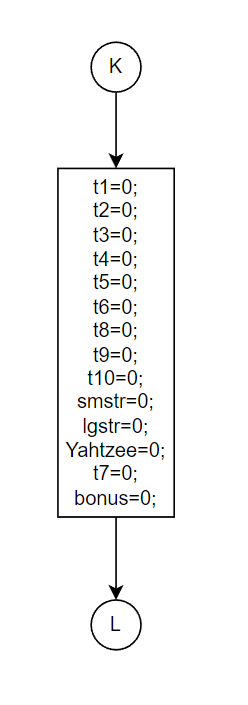 K
t1=0;
t2=0;
t3=0;
t4=0;
t5=0;
t6=0;
t8=0;
t9=0;
t10=0;
smstr=0;
lgstr=0;
Yahtzee=0;
t7=0;
bonus=0;
L